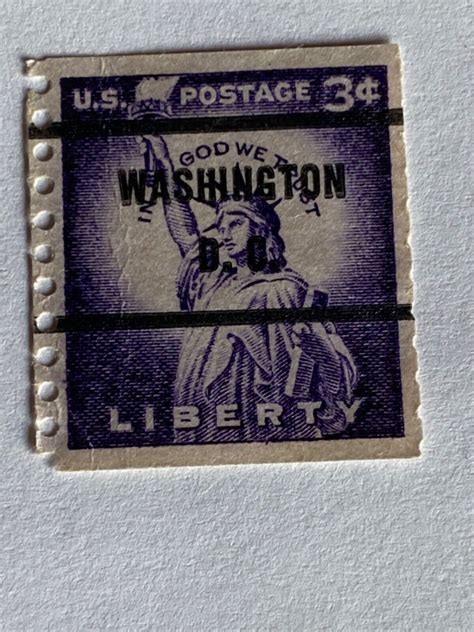 U.S. POSTAGE 3¢
IN GOD WE TRUST
WASHINGTON
D. C.
LIBERTY